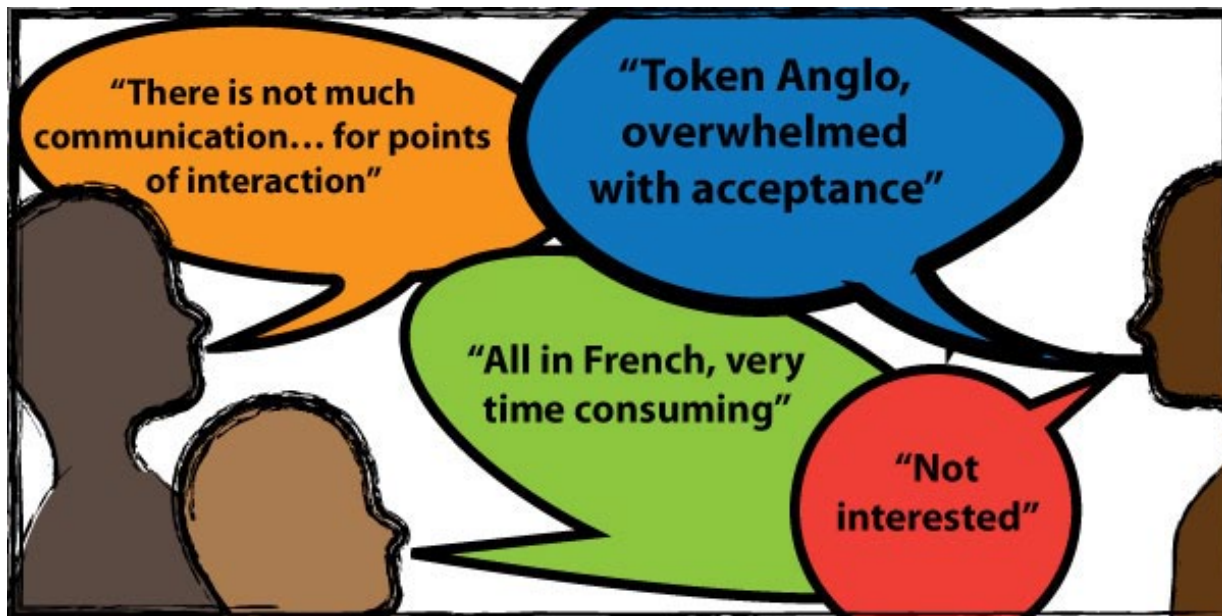 “There is not much
communication... for points
of interaction”
“Token Anglo,
overwhelmed
with acceptance”
“All in French, very
time consuming”
“Not
interested”